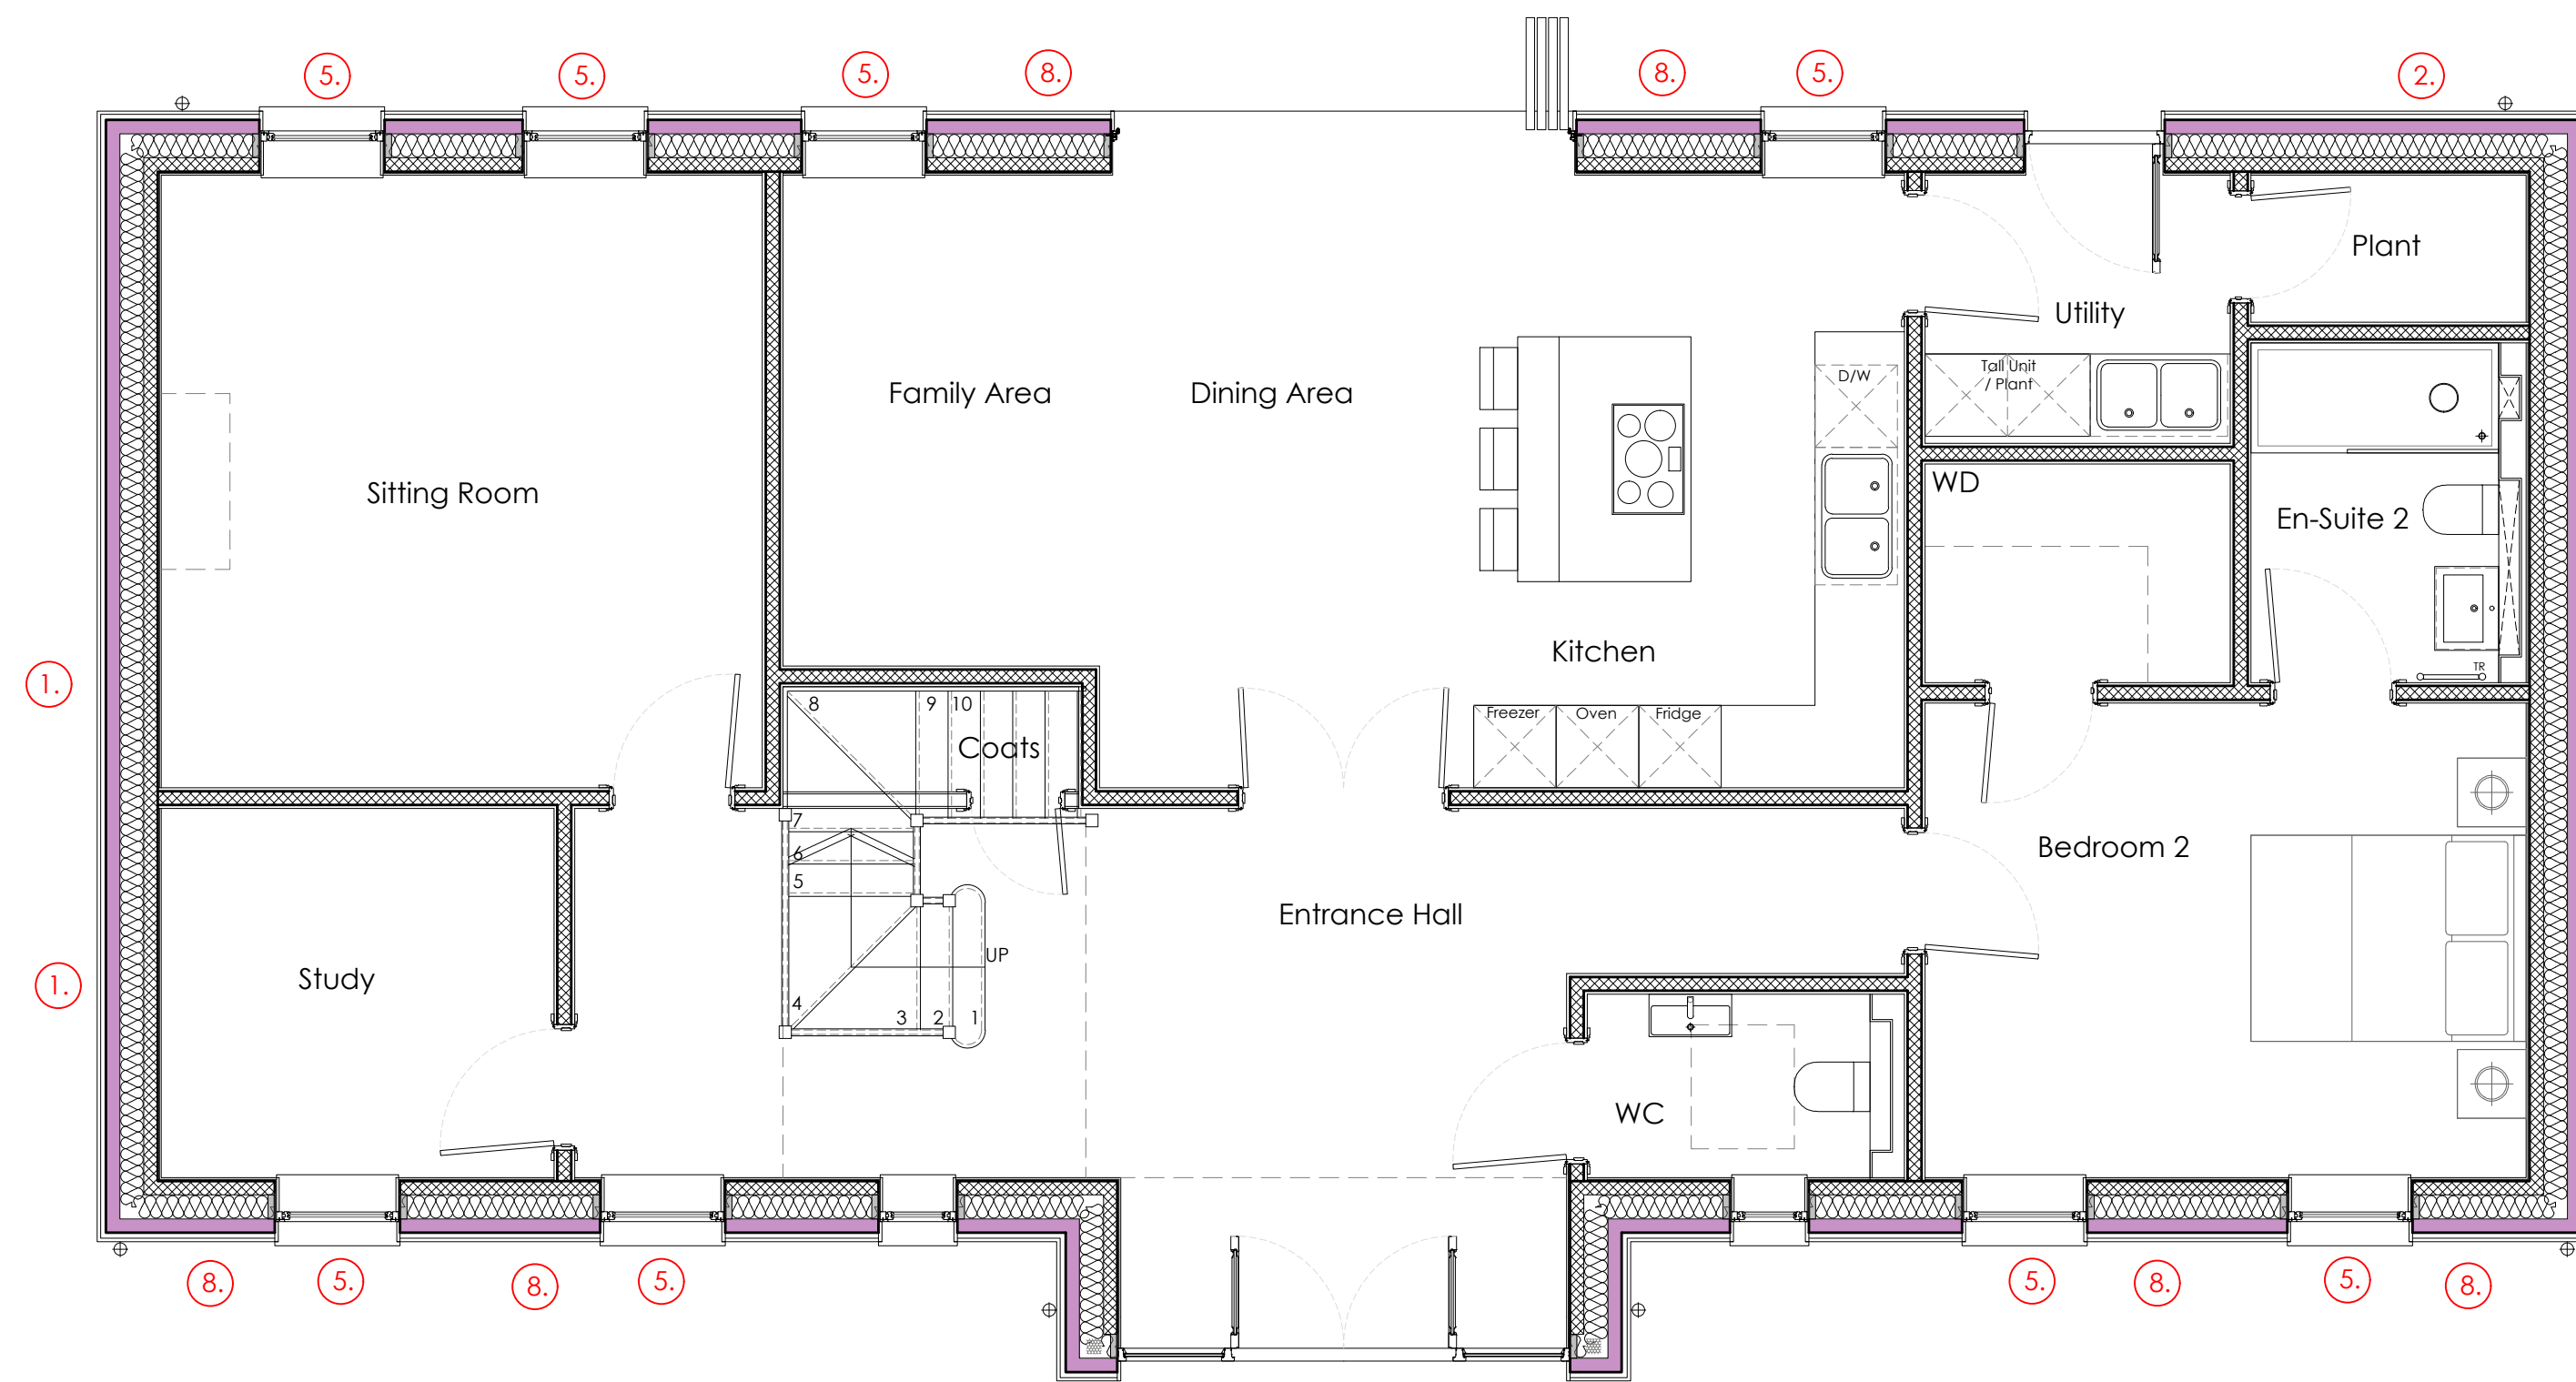 5.
5.
5.
8.
8.
5.
2.
Plant
Utility
Tall Unit
/ Plant
D/W
Family Area
Dining Area
WD
Sitting Room
En-Suite 2
Kitchen
TR
1.
8
9
10
Coats
Freezer
Oven
Fridge
7
6
5
Bedroom 2
Entrance Hall
UP
Study
1.
4
3
2
1
WC
8.
5.
8.
5.
5.
8.
5.
8.